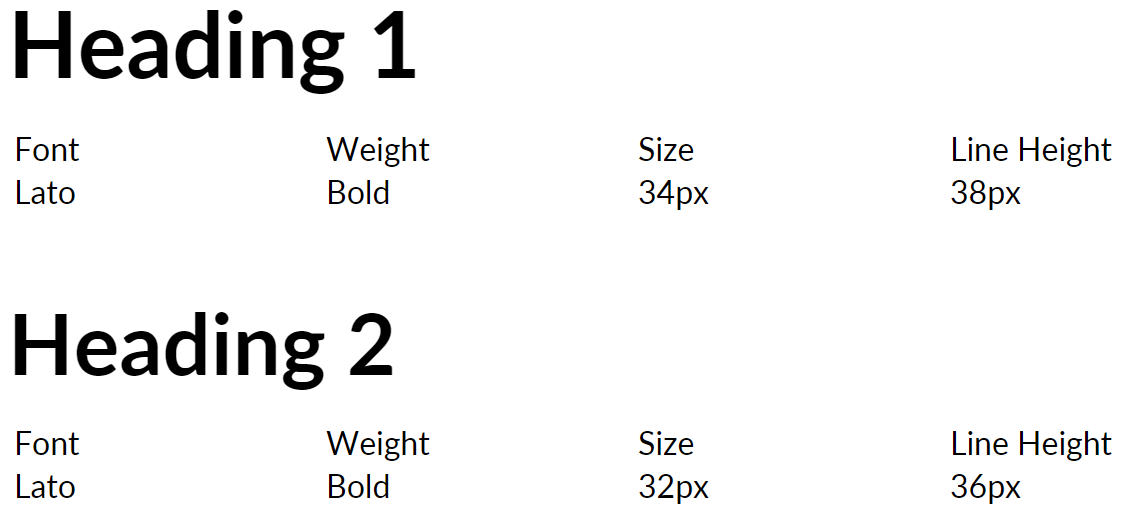 Heading 1
Font Weight Size Line Height
Lato Bold 34px 38px
Heading 2
Font Weight Size Line Height
Lato Bold 32px 36px